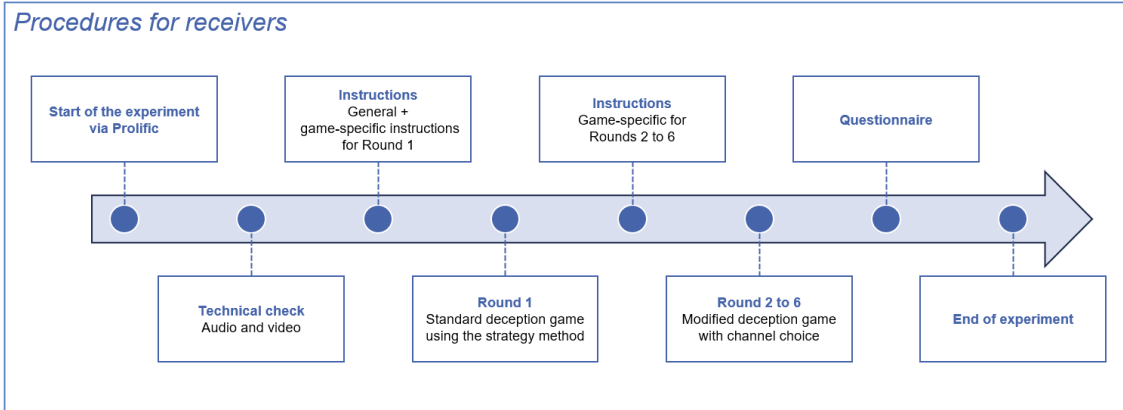 Procedures for receivers
Start of the experiment
via Prolific
Instructions
General +
game-specific instructions
for Round 1
Instructions
Game-specific for
Rounds 2 to 6
Questionnaire
Technical check
Audio and video
Round 1
Standard deception game
using the strategy method
Round 2 to 6
Modified deception game
with channel choice
End of experiment